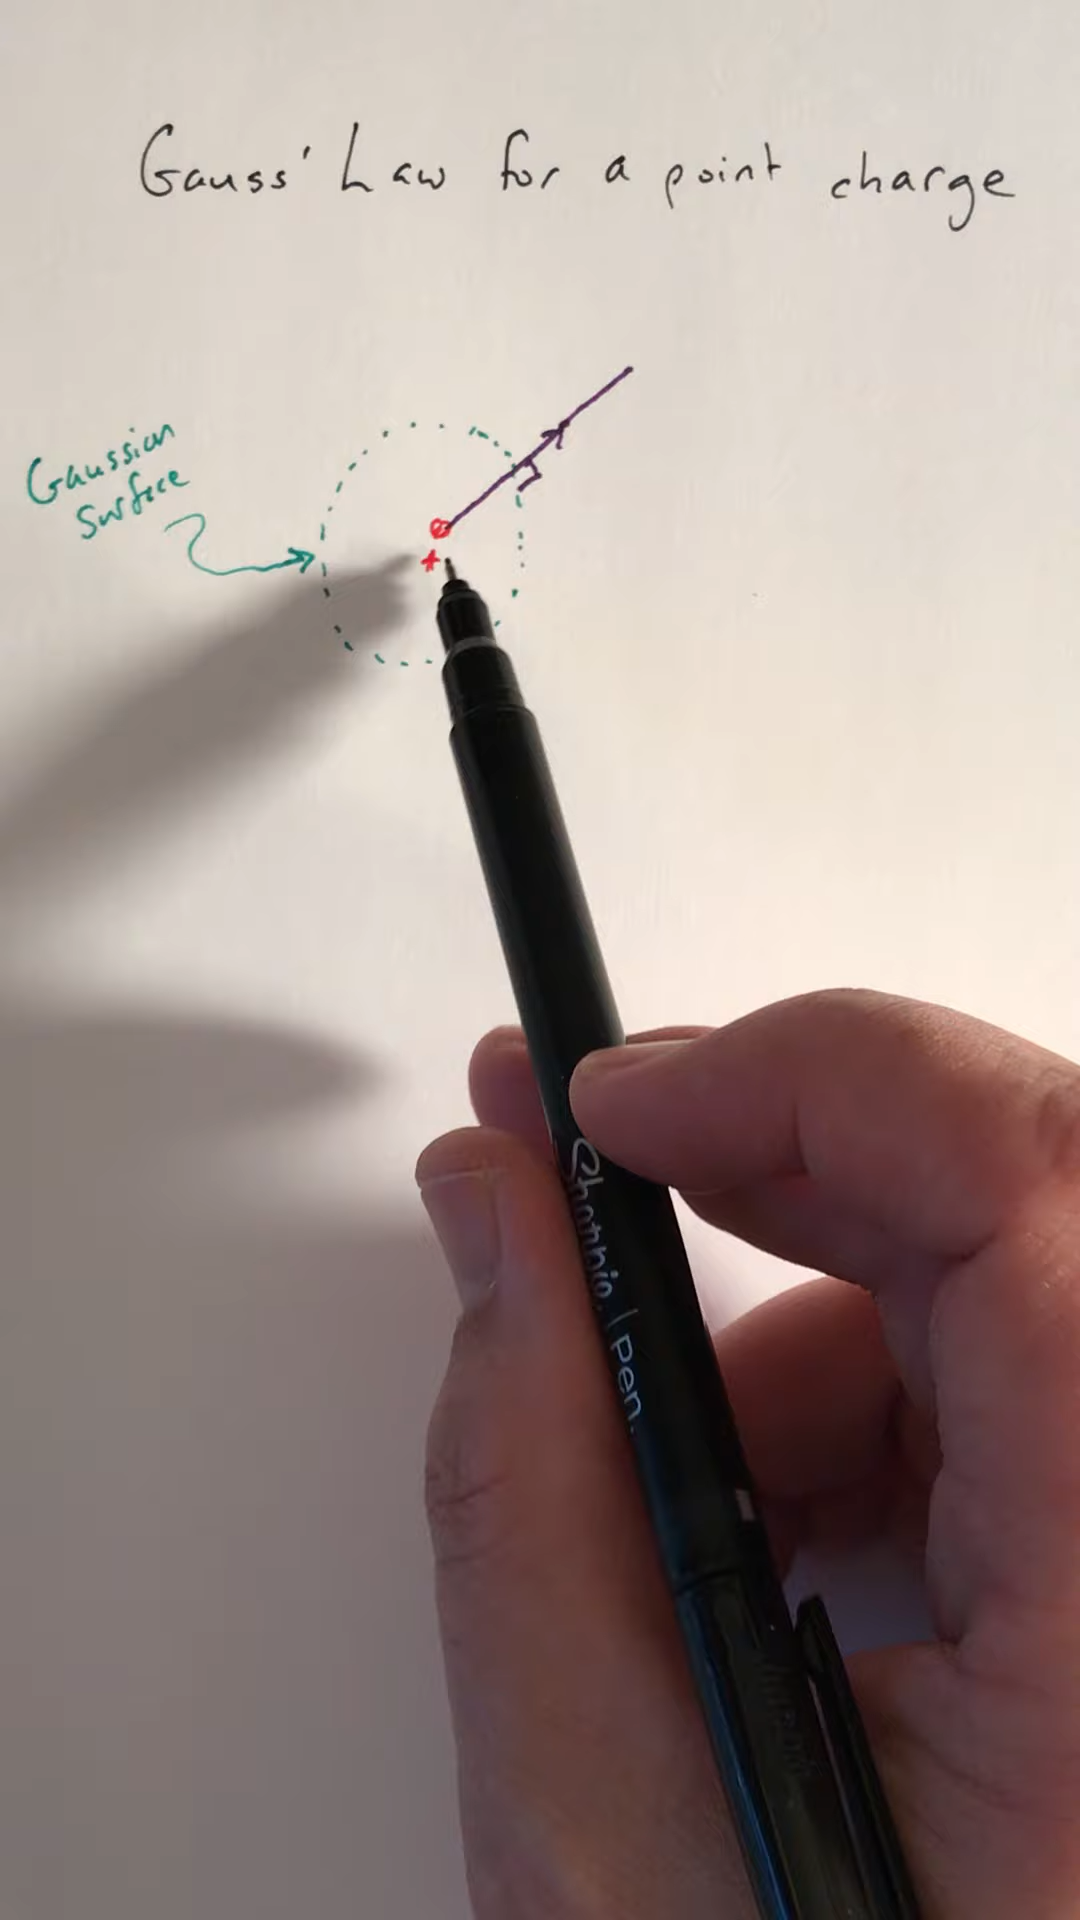 Gauss' Law for a point charge
Gaussian
Surface
+
Sharpie. | Pen.